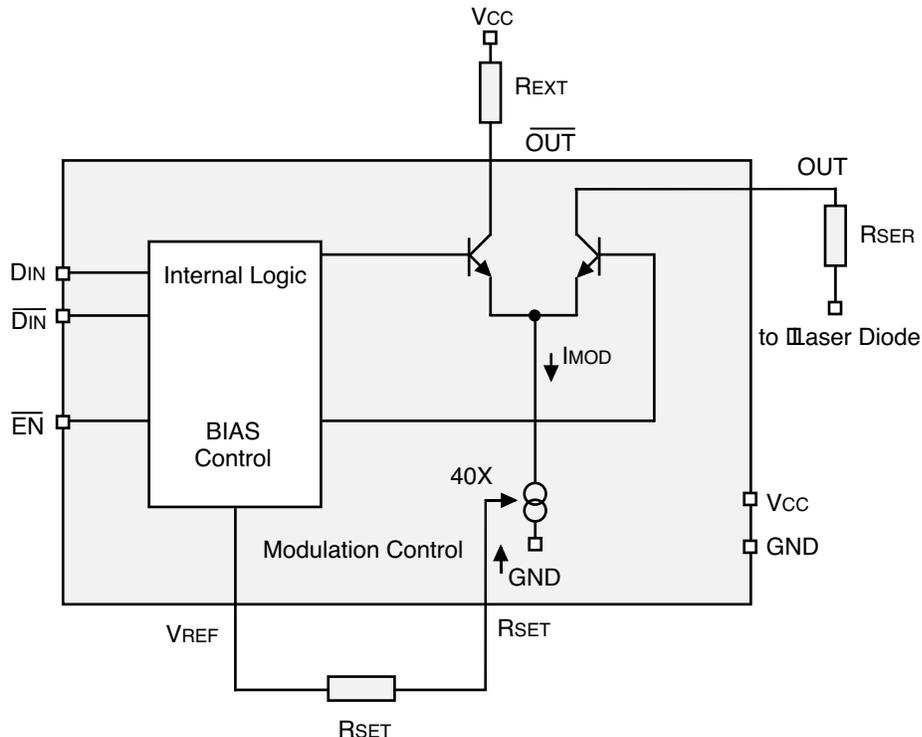 VCC
REXT
OUT
OUT
RSER
DIN
Internal Logic
DIN
to Laser Diode
IMOD
EN
BIAS
Control
40X
VCC
Modulation Control
GND
GND
VREF
RSET
RSET